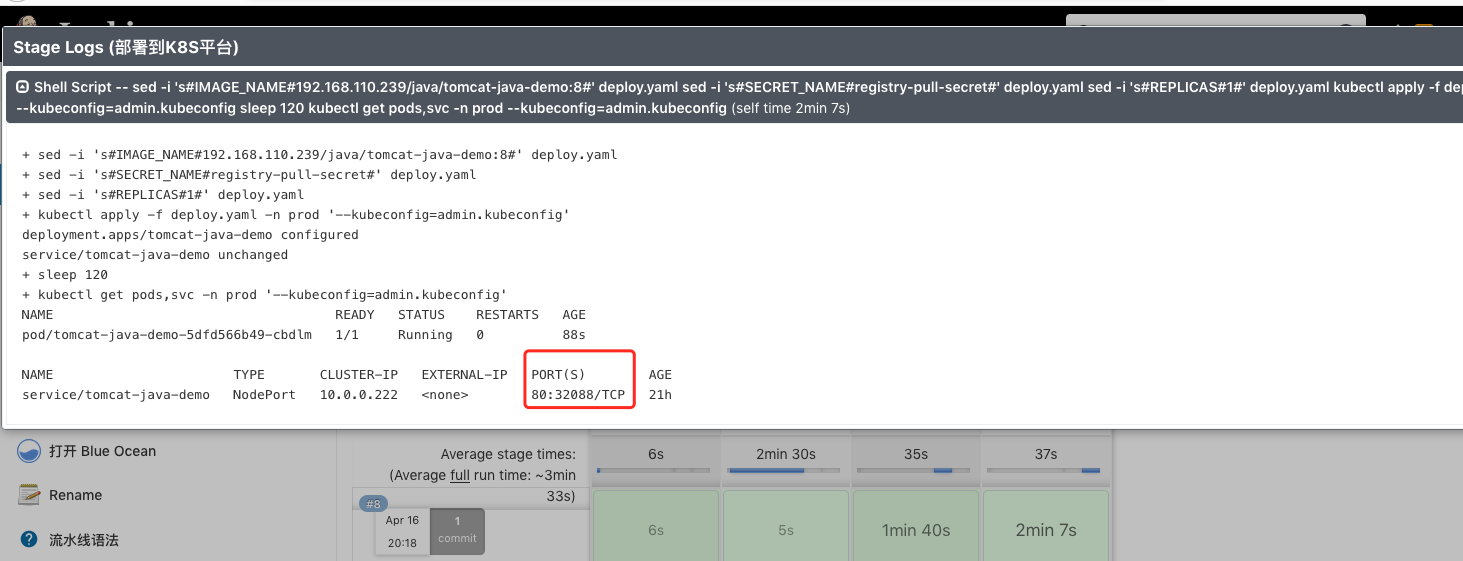 Stage Logs (部署到K8S平台)
Shell Script -- sed -i 's#IMAGE_NAME#192.168.110.239/java/tomcat-java-demo:8#' deploy.yaml sed -i 's#SECRET_NAME#registry-pull-secret#' deploy.yaml sed -i 's#REPLICAS#1#' deploy.yaml kubectl apply -f dep
--kubeconfig=admin.kubeconfig sleep 120 kubectl get pods,svc -n prod --kubeconfig=admin.kubeconfig (self time 2min 7s)
+ sed -i 's#IMAGE_NAME#192.168.110.239/java/tomcat-java-demo:8#' deploy.yaml
+ sed -i 's#SECRET_NAME#registry-pull-secret#' deploy.yaml
+ sed -i 's#REPLICAS#1#' deploy.yaml
+ kubectl apply -f deploy.yaml -n prod '--kubeconfig=admin.kubeconfig'
deployment.apps/tomcat-java-demo configured
service/tomcat-java-demo unchanged
+ sleep 120
+ kubectl get pods,svc -n prod '--kubeconfig=admin.kubeconfig'
NAME READY STATUS RESTARTS AGE
pod/tomcat-java-demo-5dfd566b49-cbdlm 1/1 Running 0 88s
NAME TYPE CLUSTER-IP EXTERNAL-IP PORT(S) AGE
service/tomcat-java-demo NodePort 10.0.0.222 <none> 80:32088/TCP 21h
打开 Blue Ocean
Rename
流水线语法
Average stage times: 6s 2min 30s 35s 37s
(Average full run time: ~3min
33s)
#8
Apr 16 1
20:18 commit
6s 5s 1min 40s 2min 7s